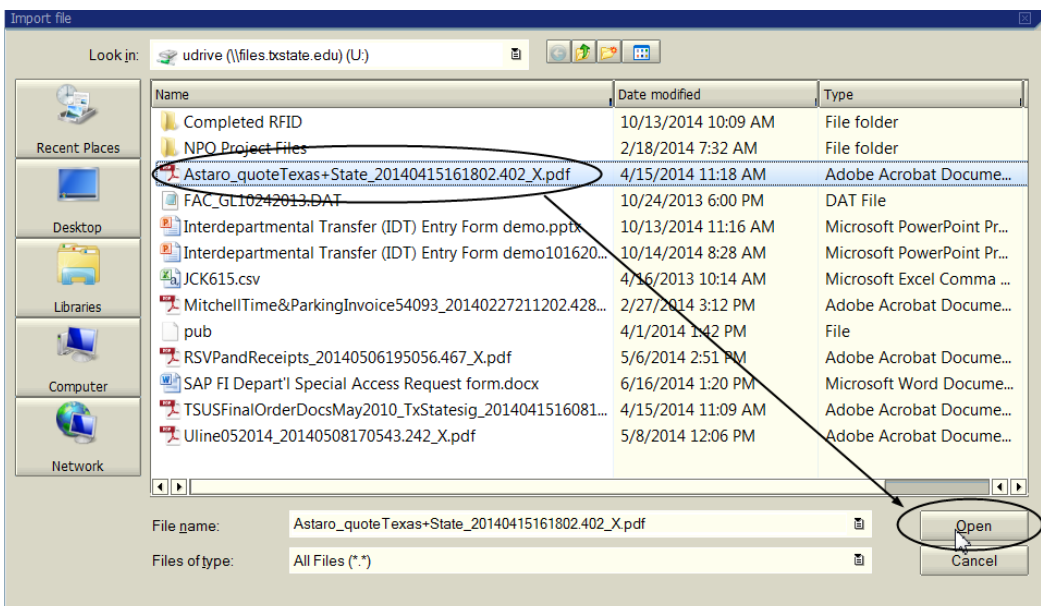 Import file
Look in: udrive (\\files.txstate.edu) (U:)
Name Date modified Type
Completed RFID 10/13/2014 10:09 AM File folder
Recent Places
NPO Project Files 2/18/2014 7:32 AM File folder
Astaro_quoteTexas+State_20140415161802.402_X.pdf 4/15/2014 11:18 AM Adobe Acrobat Docume...
FAC_GL10242013.DAT 10/24/2013 6:00 PM DAT File
Desktop
Interdepartmental Transfer (IDT) Entry Form demo.pptx 10/13/2014 11:16 AM Microsoft PowerPoint Pr...
Interdepartmental Transfer (IDT) Entry Form demo101620... 10/14/2014 8:28 AM Microsoft PowerPoint Pr...
JCK615.csv 4/16/2013 10:14 AM Microsoft Excel Comma ...
Libraries
MitchellTime&ParkingInvoice54093_20140227211202.428... 2/27/2014 3:12 PM Adobe Acrobat Docume...
pub 4/1/2014 1:42 PM File
RSVPandReceipts_20140506195056.467_X.pdf 5/6/2014 2:51 PM Adobe Acrobat Docume...
Computer
SAP FI Depart'l Special Access Request form.docx 6/16/2014 1:20 PM Microsoft Word Docume...
TSUSFinalOrderDocsMay2010_TxStatesig_2014041516081... 4/15/2014 11:09 AM Adobe Acrobat Docume...
Uline052014_20140508170543.242_X.pdf 5/8/2014 12:06 PM Adobe Acrobat Docume...
Network
File name: Astaro_quoteTexas+State_20140415161802.402_X.pdf Open
Files of type: All Files (*.*) Cancel